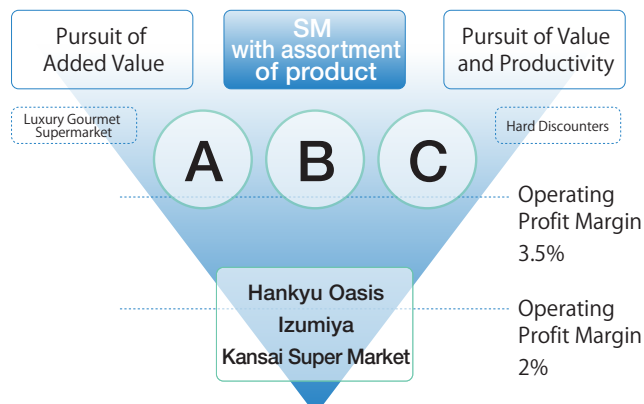 Pursuit of
Added Value
SM
with assortment
of product
Pursuit of Value
and Productivity
Luxury Gourmet
Supermarket
Hard Discounters
A
B
C
Operating
Profit Margin
3.5%
Hankyu Oasis
Izumiya
Kansai Super Market
Operating
Profit Margin
2%